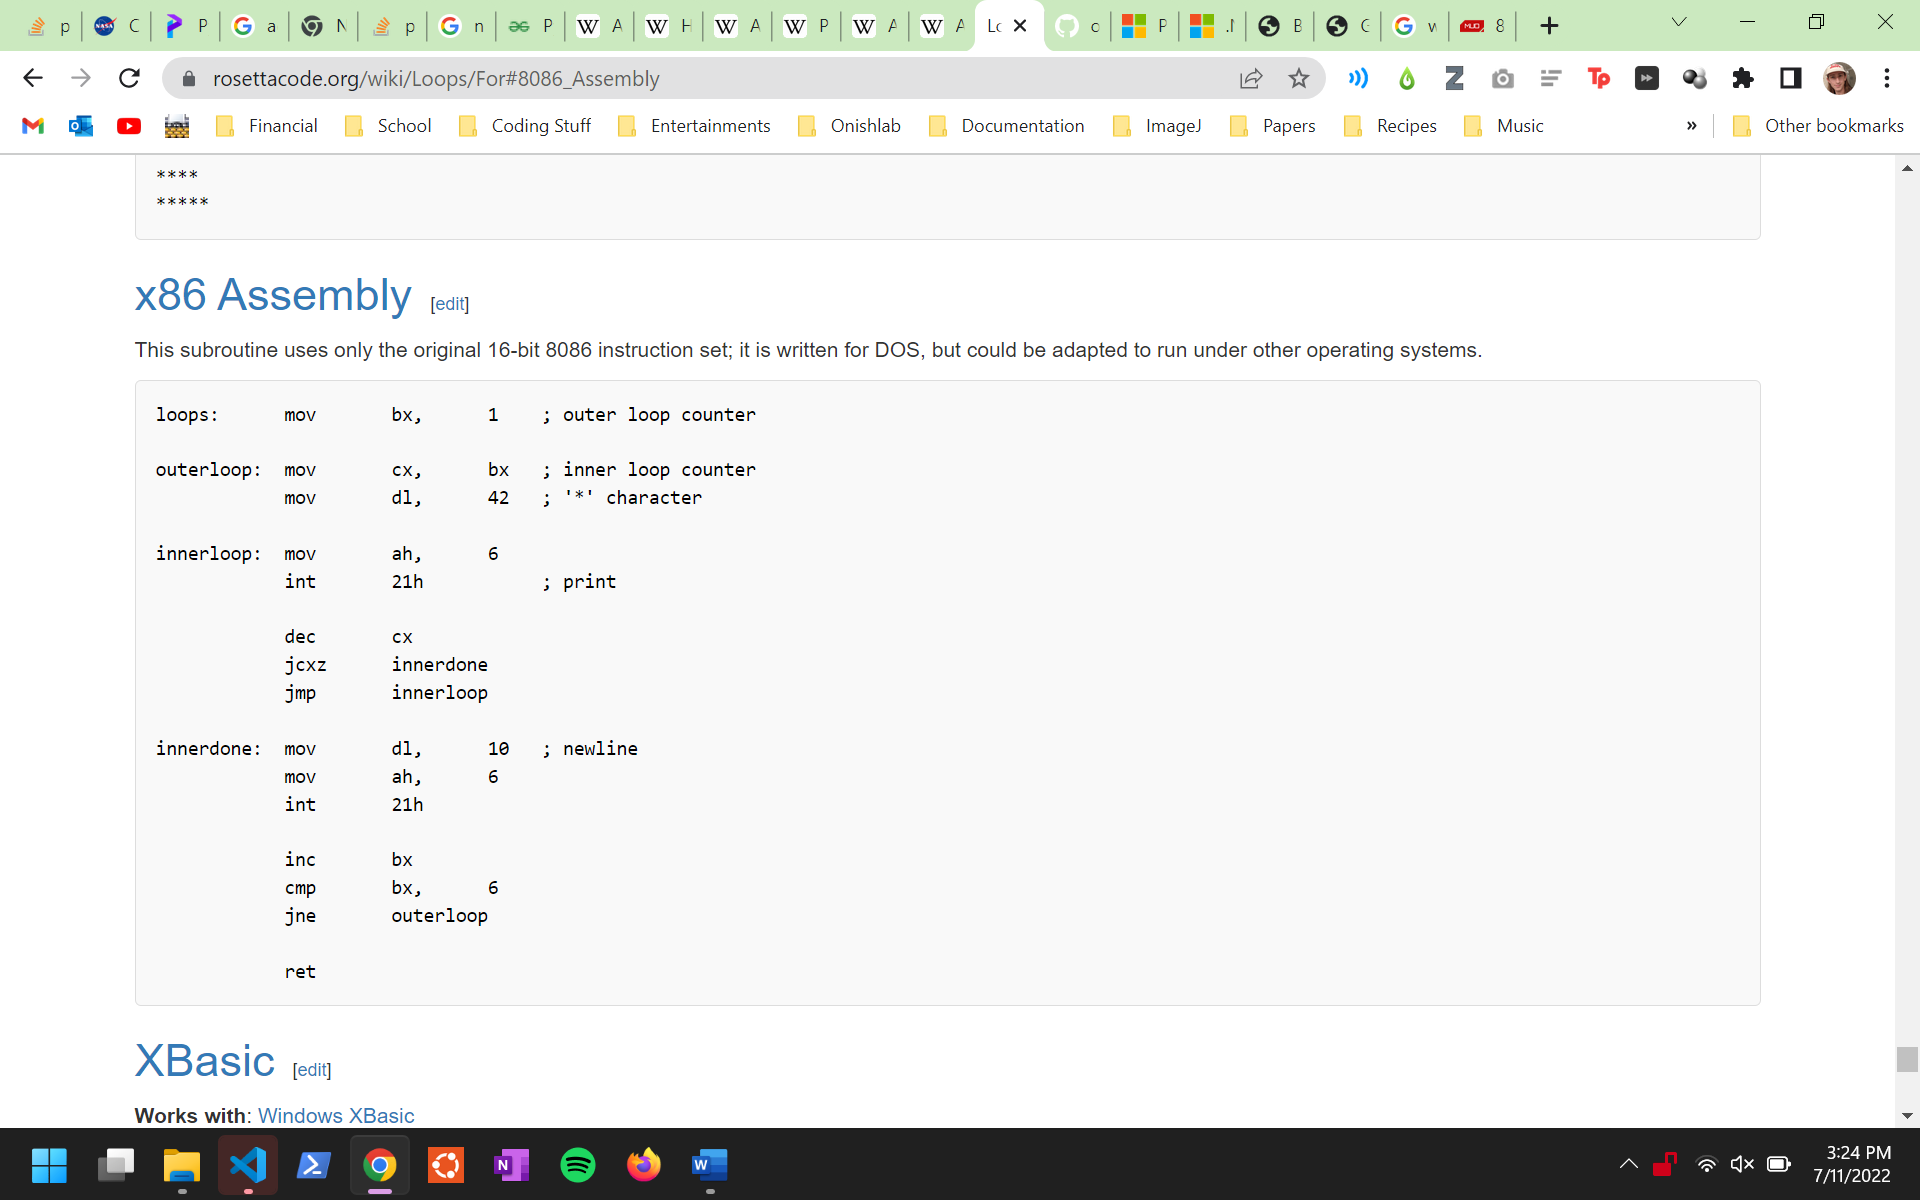 p C P a N p n P A H A P A A Lc c P .I B G w 8
rosettacode.org/wiki/Loops/For#8086_Assembly
Financial School Coding Stuff Entertainments Onishlab Documentation ImageJ Papers Recipes Music » Other bookmarks
****
*****
x86 Assembly [edit]
This subroutine uses only the original 16-bit 8086 instruction set; it is written for DOS, but could be adapted to run under other operating systems.
loops: mov bx, 1 ; outer loop counter
outerloop: mov cx, bx ; inner loop counter
mov dl, 42 ; '*' character
innerloop: mov ah, 6
int 21h ; print
dec cx
jcxz innerdone
jmp innerloop
innerdone: mov dl, 10 ; newline
mov ah, 6
int 21h
inc bx
cmp bx, 6
jne outerloop
ret
XBasic [edit]
Works with: Windows XBasic
3:24 PM
7/11/2022